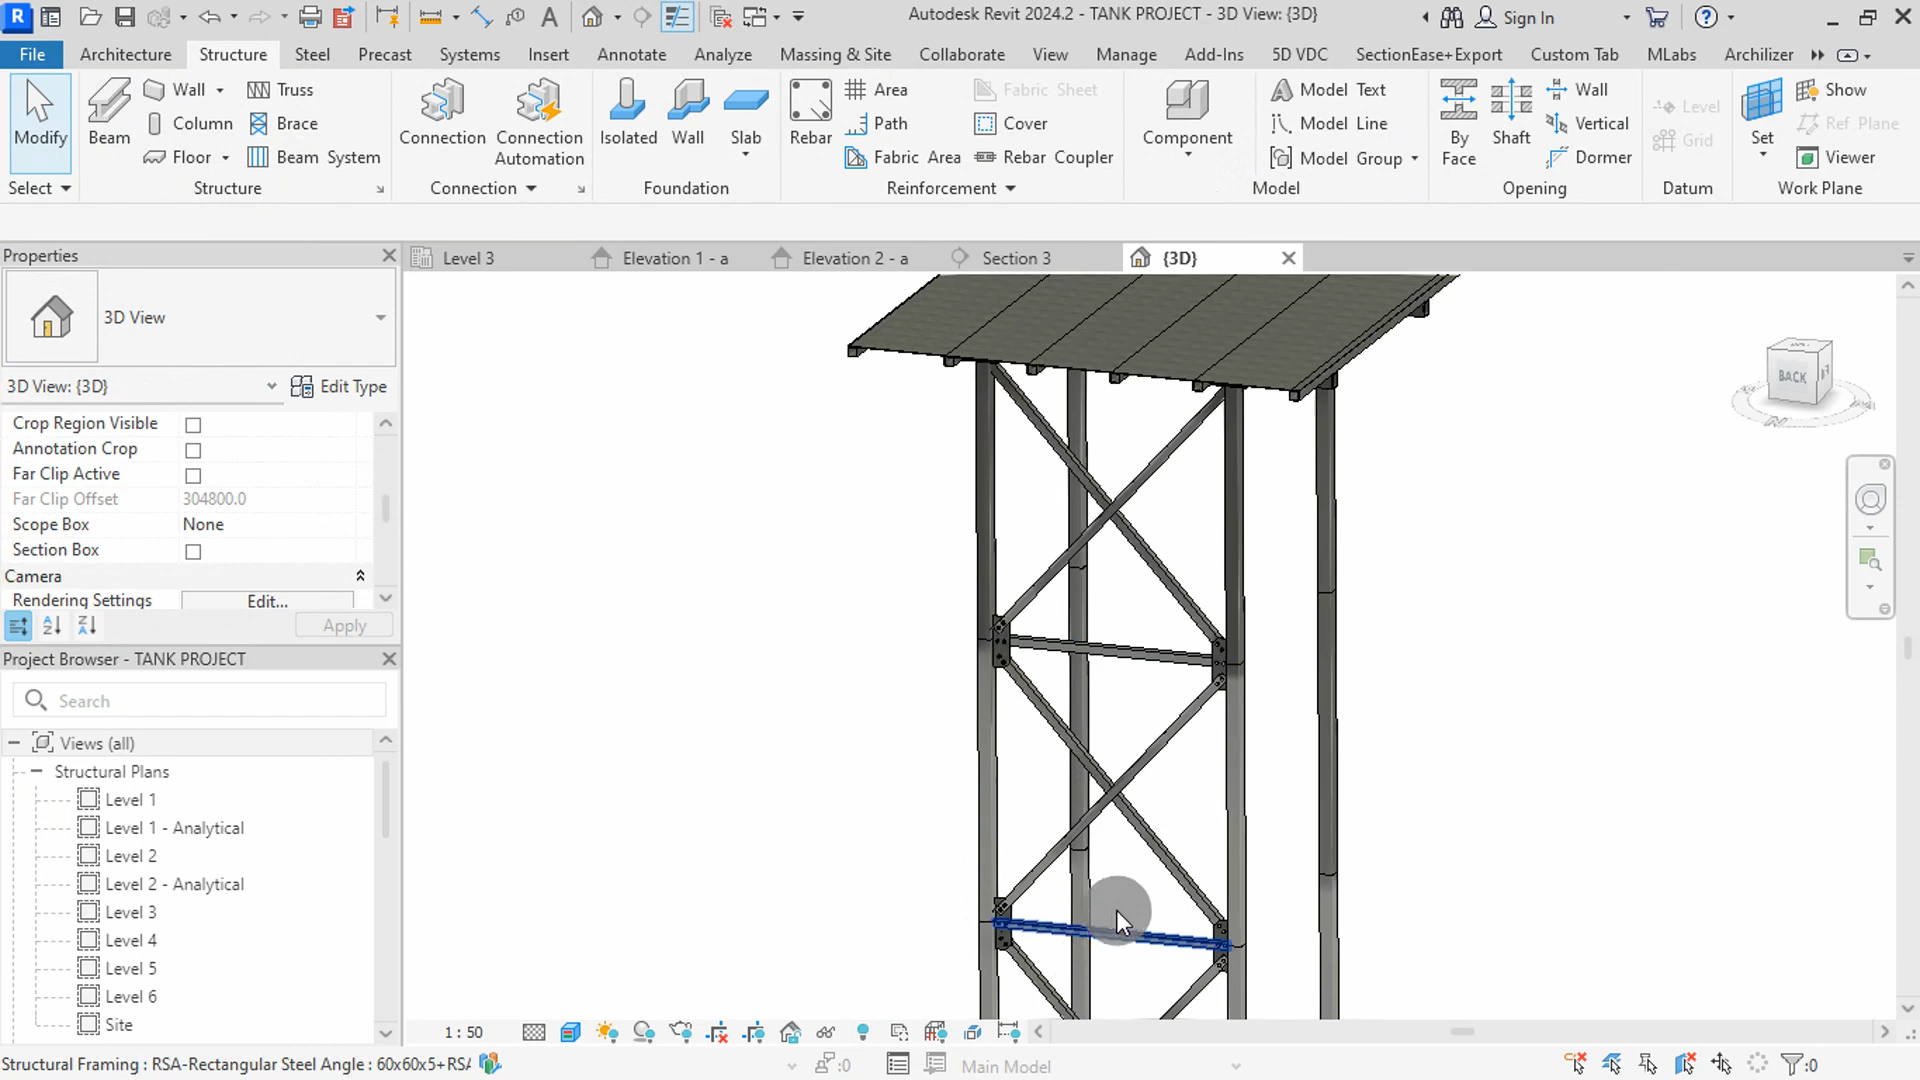 R
Autodesk Revit 2024.2 - TANK PROJECT - 3D View: {3D}
Sign In
File
Architecture
Structure
Steel
Precast
Systems
Insert
Annotate
Analyze
Massing & Site
Collaborate
View
Manage
Add-Ins
5D VDC
SectionEase+Export
Custom Tab
MLabs
Archilizer
Modify
Beam
Wall
Column
Floor
Truss
Brace
Beam System
Connection
Connection
Automation
Isolated
Wall
Slab
Rebar
Area
Path
Fabric Area
Fabric Sheet
Cover
Rebar Coupler
Component
Model Text
Model Line
Model Group
By
Face
Shaft
Wall
Vertical
Dormer
Level
Grid
Set
Show
Ref Plane
Viewer
Select
Structure
Connection
Foundation
Reinforcement
Model
Opening
Datum
Work Plane
Properties
3D View
3D View: {3D}
Edit Type
Crop Region Visible
Annotation Crop
Far Clip Active
Far Clip Offset 304800.0
Scope Box None
Section Box
Camera
Rendering Settings Edit...
Apply
Level 3
Elevation 1 - a
Elevation 2 - a
Section 3
{3D}
BACK
Project Browser - TANK PROJECT
Search
Views (all)
Structural Plans
Level 1
Level 1 - Analytical
Level 2
Level 2 - Analytical
Level 3
Level 4
Level 5
Level 6
Site
1 : 50
Structural Framing : RSA-Rectangular Steel Angle : 60x60x5+RSA
:0
Main Model
:0